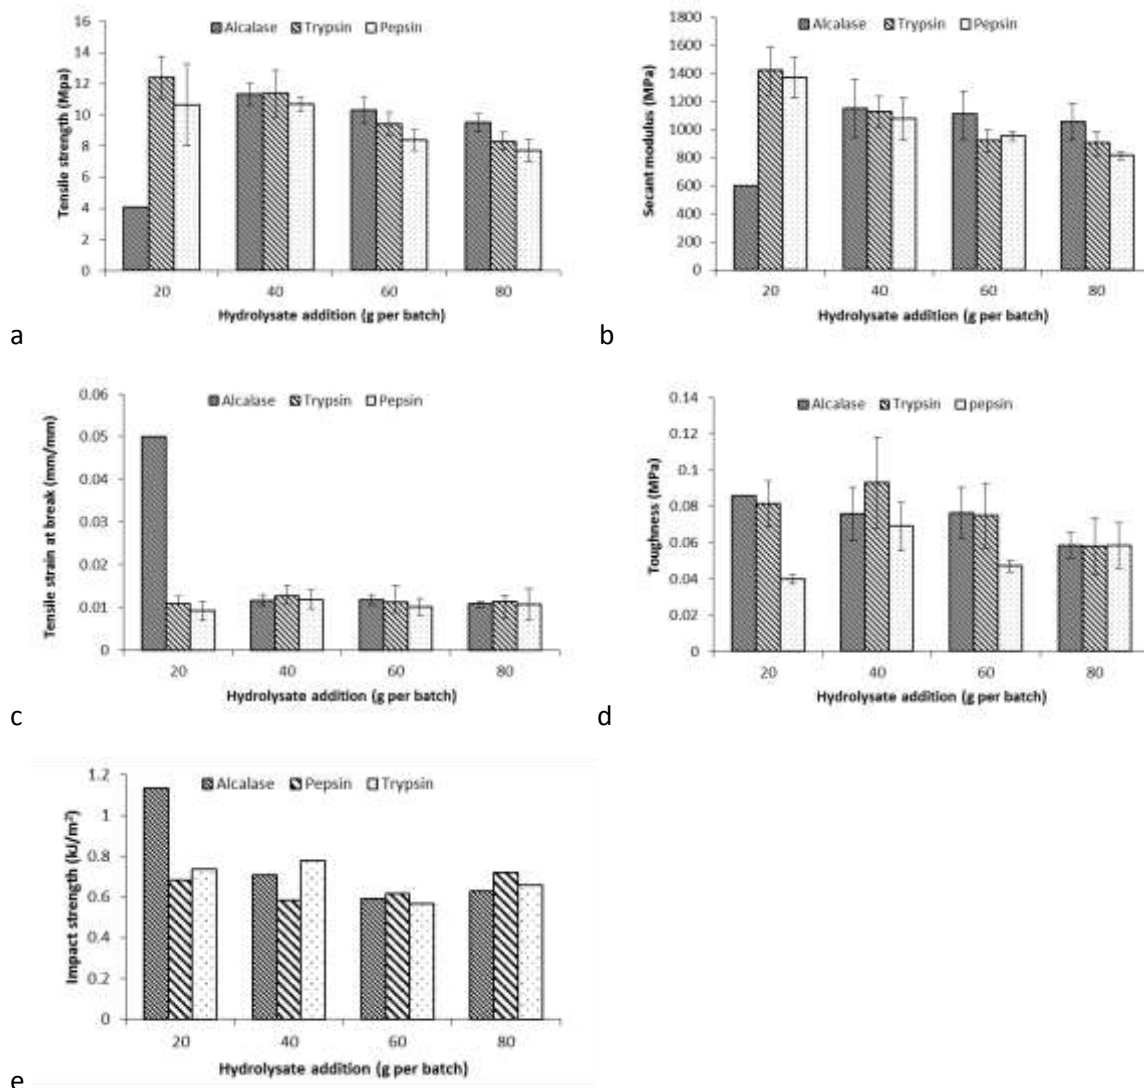 Alcalase Trypsin Pepsin
Tensile strength (Mpa)
16
14
12
10
8
6
4
2
0
20 40 60 80
Hydrolysate addition (g per batch)
a
Alcalase Trypsin Pepsin
Secant modulus (MPa)
1800
1600
1400
1200
1000
800
600
400
200
0
20 40 60 80
Hydrolysate addition (g per batch)
b
Alcalase Trypsin Pepsin
Tensile strain at break (mm/mm)
0.06
0.05
0.04
0.03
0.02
0.01
0
20 40 60 80
Hydrolysate addition (g per batch)
c
Alcalase Trypsin pepsin
Toughness (MPa)
0.14
0.12
0.1
0.08
0.06
0.04
0.02
0
20 40 60 80
Hydrolysate addition (g per batch)
d
Alcalase Pepsin Trypsin
Impact strength (kJ/m²)
1.2
1
0.8
0.6
0.4
0.2
0
20 40 60 80
Hydrolysate addition (g per batch)
e